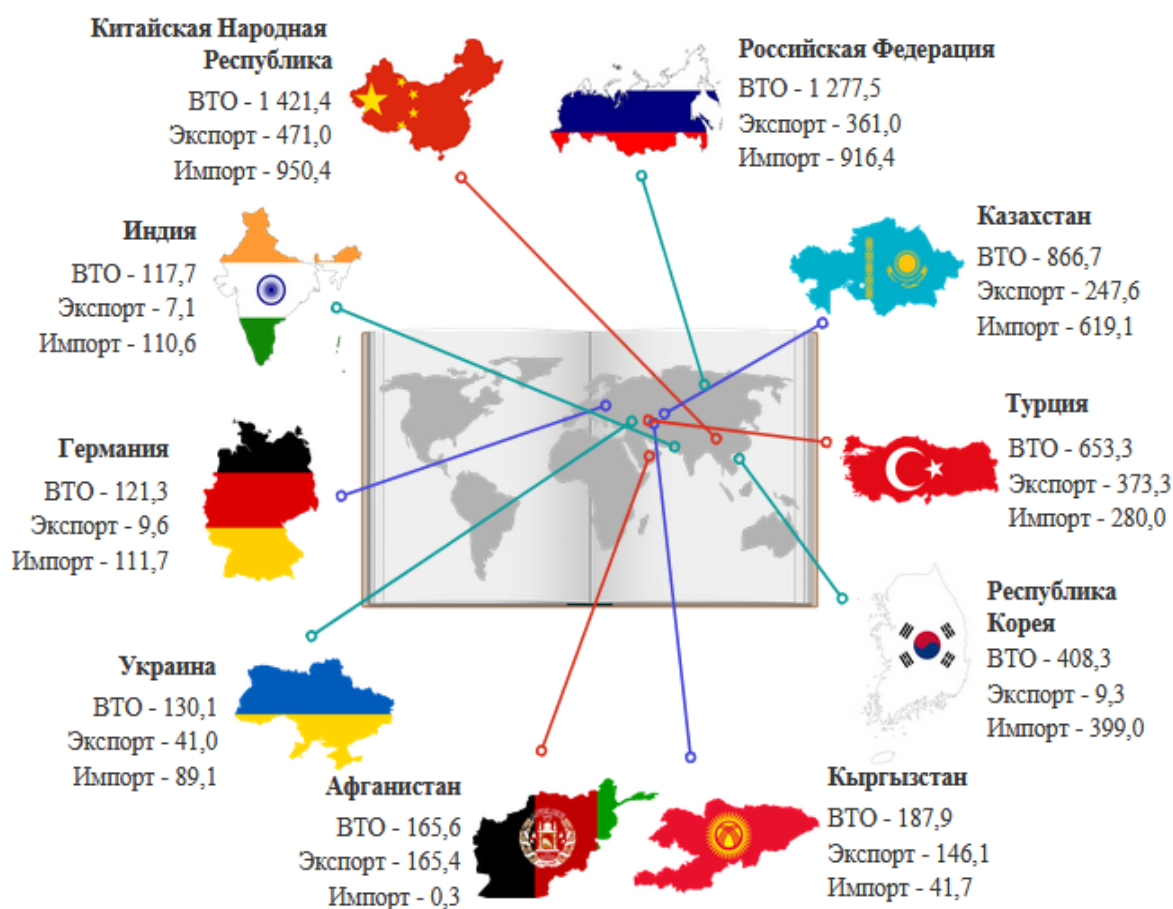 Китайская Народная
Республика
ВТО - 1 421,4
Экспорт - 471,0
Импорт - 950,4
Российская Федерация
ВТО - 1 277,5
Экспорт - 361,0
Импорт - 916,4
Индия
ВТО - 117,7
Экспорт - 7,1
Импорт - 110,6
Казахстан
ВТО - 866,7
Экспорт - 247,6
Импорт - 619,1
Германия
ВТО - 121,3
Экспорт - 9,6
Импорт - 111,7
Турция
ВТО - 653,3
Экспорт - 373,3
Импорт - 280,0
Украина
ВТО - 130,1
Экспорт - 41,0
Импорт - 89,1
Республика
Корея
ВТО - 408,3
Экспорт - 9,3
Импорт - 399,0
Афганистан
ВТО - 165,6
Экспорт - 165,4
Импорт - 0,3
Кыргызстан
ВТО - 187,9
Экспорт - 146,1
Импорт - 41,7